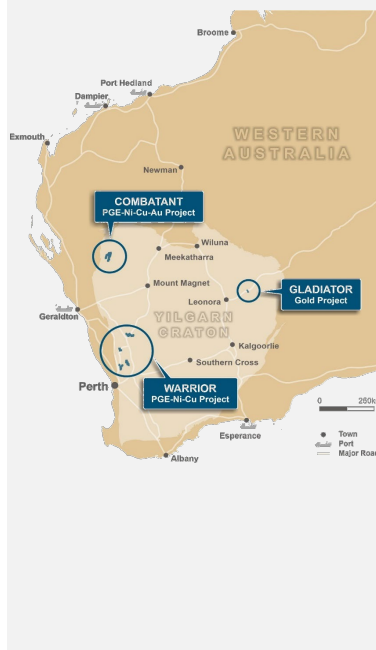 Broome
Port Hedland
Dampier
WESTERN
AUSTRALIA
Exmouth
Newman
COMBATANT
PGE-Ni-Cu-Au Project
Wiluna
Meekatharra
Mount Magnet
GLADIATOR
Gold Project
Leonora
Geraldton
YILGARN
CRATON
Kalgoorlie
Southern Cross
Perth
WARRIOR
PGE-Ni-Cu Project
0 250k
Esperance
Town
Port
Major Road
Albany